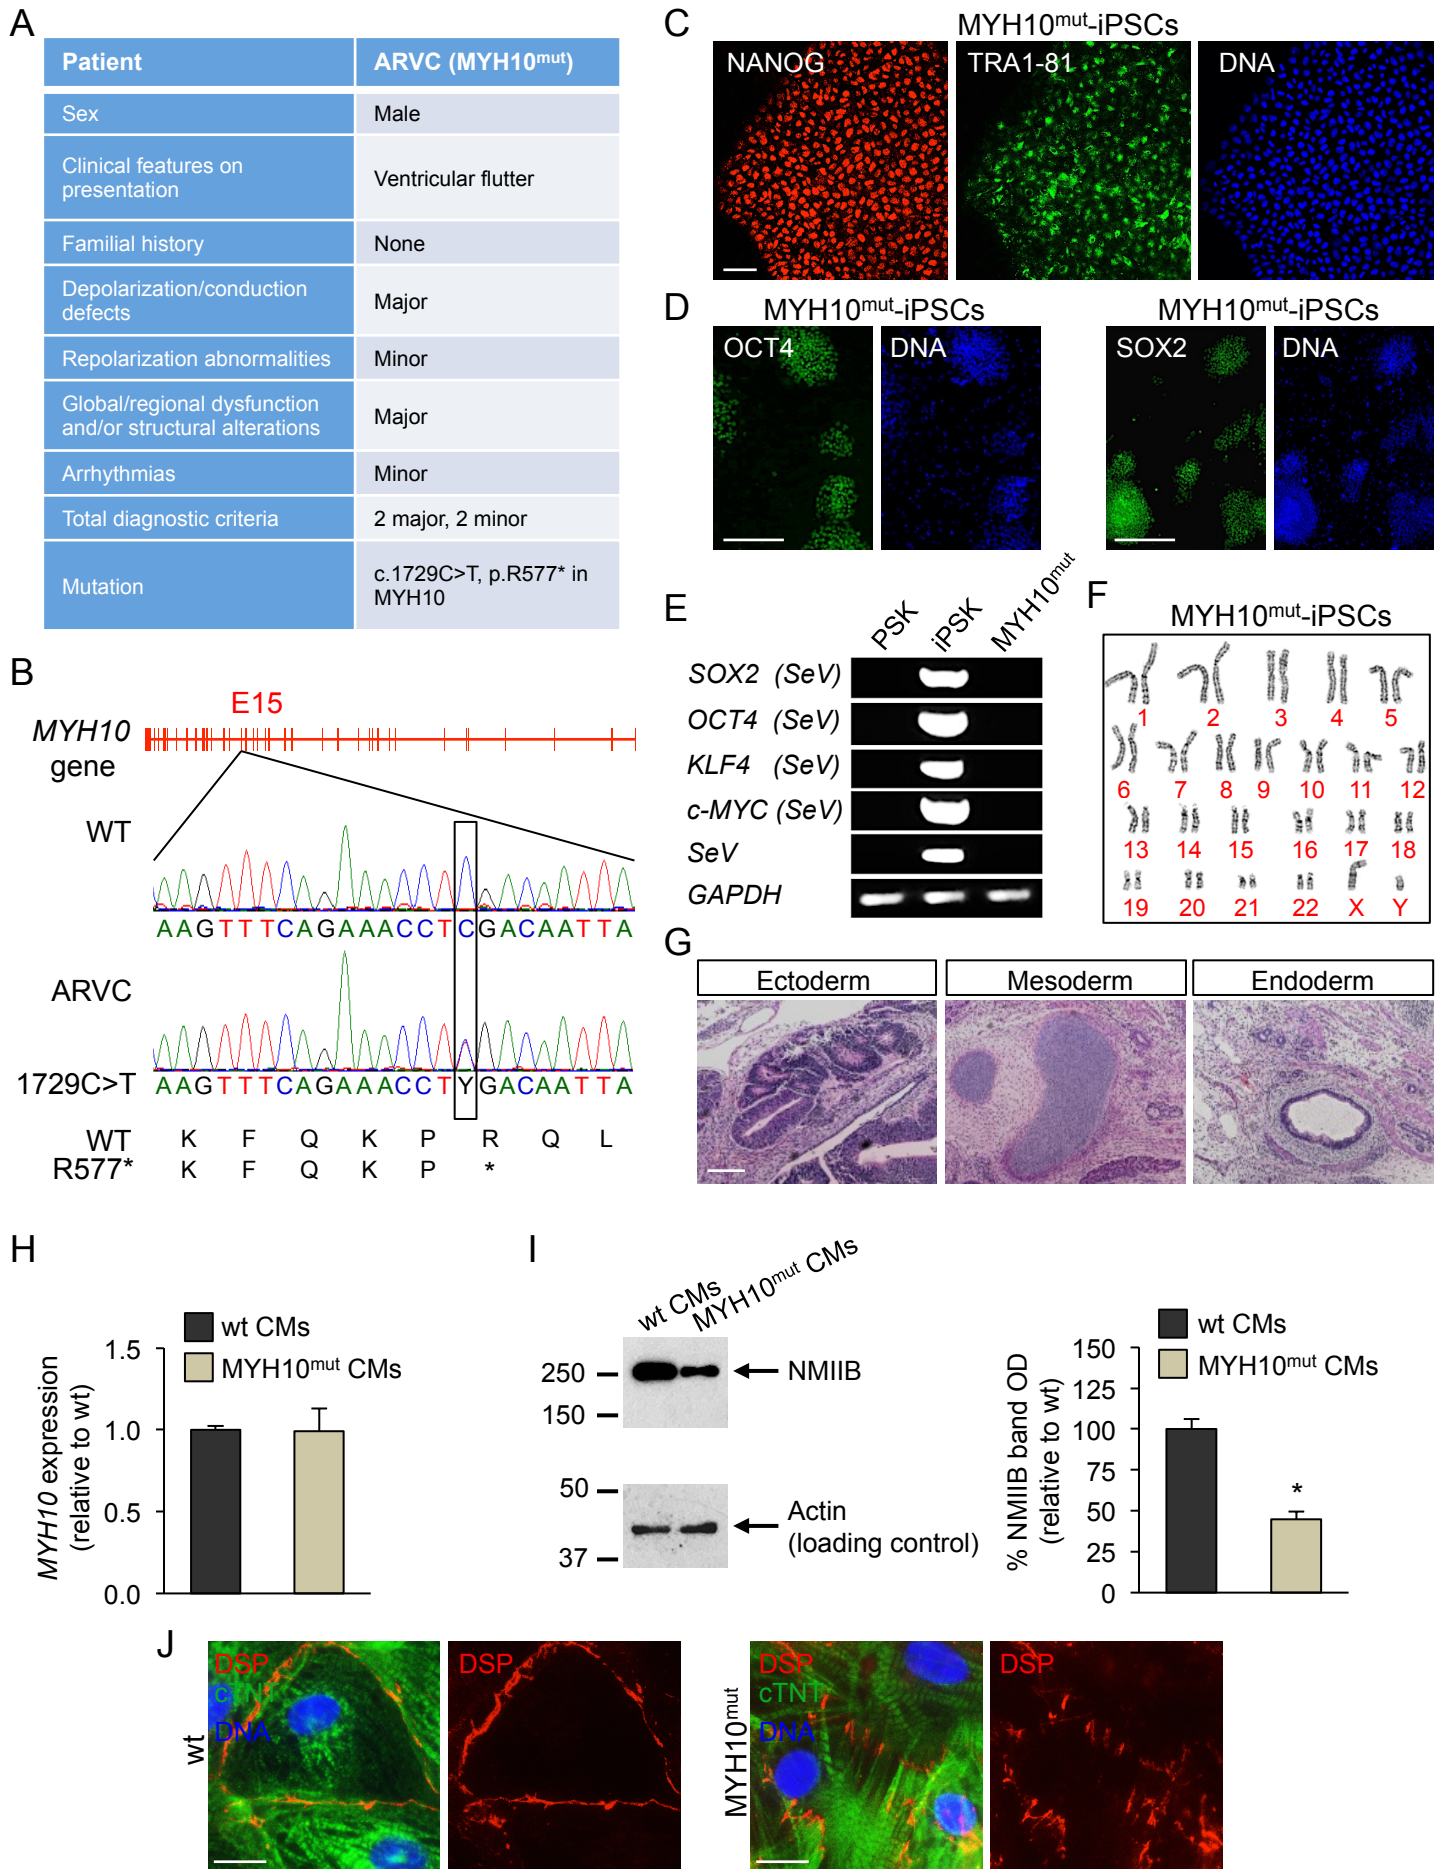 A
Patient
ARVC (MYH10mut)
Sex
Male
Clinical features on
presentation
Ventricular flutter
Familial history
None
Depolarization/conduction
defects
Major
Repolarization abnormalities
Minor
Global/regional dysfunction
and/or structural alterations
Major
Arrhythmias
Minor
Total diagnostic criteria
2 major, 2 minor
Mutation
c.1729C>T, p.R577* in
MYH10
B
E15
MYH10
gene
WT
AAGTTTCAGAAACCTCGACAATTA
ARVC
1729C>T
AAGTTTCAGAAACCTYGACAATTA
WT K F Q K P R Q L
R577* K F Q K P *
C
MYH10mut-iPSCs
NANOG
TRA1-81
DNA
D
MYH10mut-iPSCs
OCT4
DNA
MYH10mut-iPSCs
SOX2
DNA
E
PSK
iPSK
MYH10mut
SOX2 (SeV)
OCT4 (SeV)
KLF4 (SeV)
c-MYC (SeV)
SeV
GAPDH
F
MYH10mut-iPSCs
1 2 3 4 5
6 7 8 9 10 11 12
13 14 15 16 17 18
19 20 21 22 X Y
G
Ectoderm
Mesoderm
Endoderm
H
wt CMs
MYH10mut CMs
MYH10 expression
(relative to wt)
1.5
1.0
0.5
0.0
I
wt CMs
MYH10mut CMs
250
150
NMIIB
50
37
Actin
(loading control)
wt CMs
MYH10mut CMs
% NMIIB band OD
(relative to wt)
150
125
100
75
50
25
0
*
J
wt
DSP
cTNT
DNA
DSP
MYH10mut
DSP
cTNT
DNA
DSP